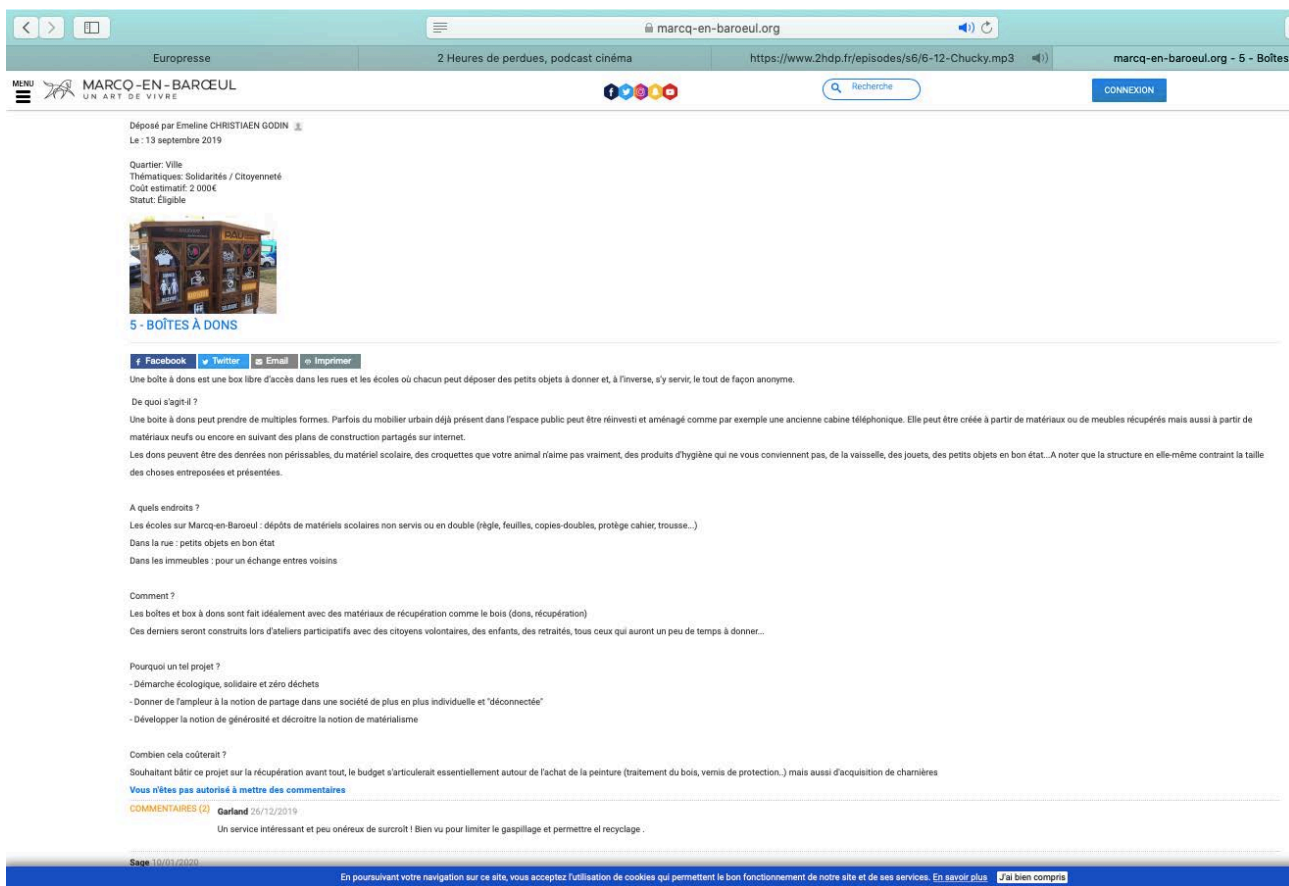 marcq-en-baroeul.org
Europresse
2 Heures de perdues, podcast cinéma
https://www.2hdp.fr/episodes/s6/6-12-Chucky.mp3
marcq-en-baroeul.org - 5 - Boîtes
MENU
MARCQ-EN-BARŒUL
UN ART DE VIVRE
Recherche
CONNEXION
Déposé par Emeline CHRISTIAEN GODIN
Le : 13 septembre 2019
Quartier: Ville
Thématiques: Solidarités / Citoyenneté
Coût estimatif: 2 000€
Statut: Éligible
5 - BOÎTES À DONS
Facebook
Twitter
Email
Imprimer
Une boîte à dons est une box libre d'accès dans les rues et les écoles où chacun peut déposer des petits objets à donner et, à l'inverse, s'y servir, le tout de façon anonyme.
De quoi s'agit-il ?
Une boite à dons peut prendre de multiples formes. Parfois du mobilier urbain déjà présent dans l'espace public peut être réinvesti et aménagé comme par exemple une ancienne cabine téléphonique. Elle peut être créée à partir de matériaux ou de meubles récupérés mais aussi à partir de
matériaux neufs ou encore en suivant des plans de construction partagés sur internet.
Les dons peuvent être des denrées non périssables, du matériel scolaire, des croquettes que votre animal n'aime pas vraiment, des produits d'hygiène qui ne vous conviennent pas, de la vaisselle, des jouets, des petits objets en bon état...A noter que la structure en elle-même contraint la taille
des choses entreposées et présentées.
A quels endroits ?
Les écoles sur Marcq-en-Baroeul : dépôts de matériels scolaires non servis ou en double (règle, feuilles, copies-doubles, protège cahier, trousse...)
Dans la rue : petits objets en bon état
Dans les immeubles : pour un échange entres voisins
Comment ?
Les boîtes et box à dons sont fait idéalement avec des matériaux de récupération comme le bois (dons, récupération)
Ces derniers seront construits lors d'ateliers participatifs avec des citoyens volontaires, des enfants, des retraités, tous ceux qui auront un peu de temps à donner...
Pourquoi un tel projet ?
- Démarche écologique, solidaire et zéro déchets
- Donner de l'ampleur à la notion de partage dans une société de plus en plus individuelle et "déconnectée"
- Développer la notion de générosité et décroitre la notion de matérialisme
Combien cela coûterait ?
Souhaitant bâtir ce projet sur la récupération avant tout, le budget s'articulerait essentiellement autour de l'achat de la peinture (traitement du bois, vernis de protection..) mais aussi d'acquisition de charnières
Vous n'êtes pas autorisé à mettre des commentaires
COMMENTAIRES (2)
Garland 26/12/2019
Un service intéressant et peu onéreux de surcroît ! Bien vu pour limiter le gaspillage et permettre el recyclage .
Sage 10/01/2020
En poursuivant votre navigation sur ce site, vous acceptez l'utilisation de cookies qui permettent le bon fonctionnement de notre site et de ses services. En savoir plus
J'ai bien compris